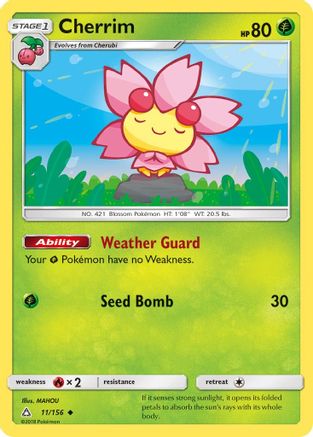 STAGE 1 Cherrim HP 80
Evolves from Cherubi
NO. 421 Blossom Pokémon HT: 1'08" WT: 20.5 lbs.
Ability Weather Guard
Your Pokémon have no Weakness.
Seed Bomb 30
weakness ×2 resistance retreat
Illus. MAHOU
11/156
©2018 Pokémon
If it senses strong sunlight, it opens its folded
petals to absorb the sun's rays with its whole
body.